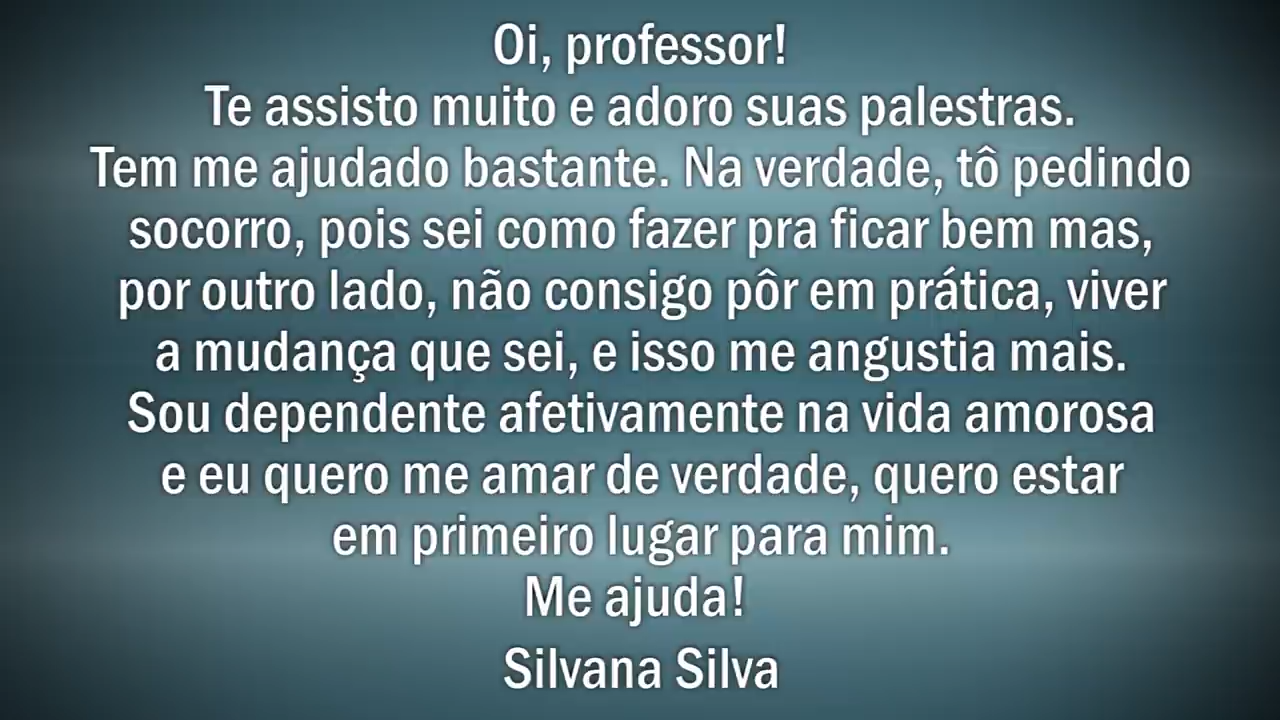 Oi, professor!
Te assisto muito e adoro suas palestras.
Tem me ajudado bastante. Na verdade, tô pedindo
socorro, pois sei como fazer pra ficar bem mas,
por outro lado, não consigo pôr em prática, viver
a mudança que sei, e isso me angustia mais.
Sou dependente afetivamente na vida amorosa
e eu quero me amar de verdade, quero estar
em primeiro lugar para mim.
Me ajuda!
Silvana Silva